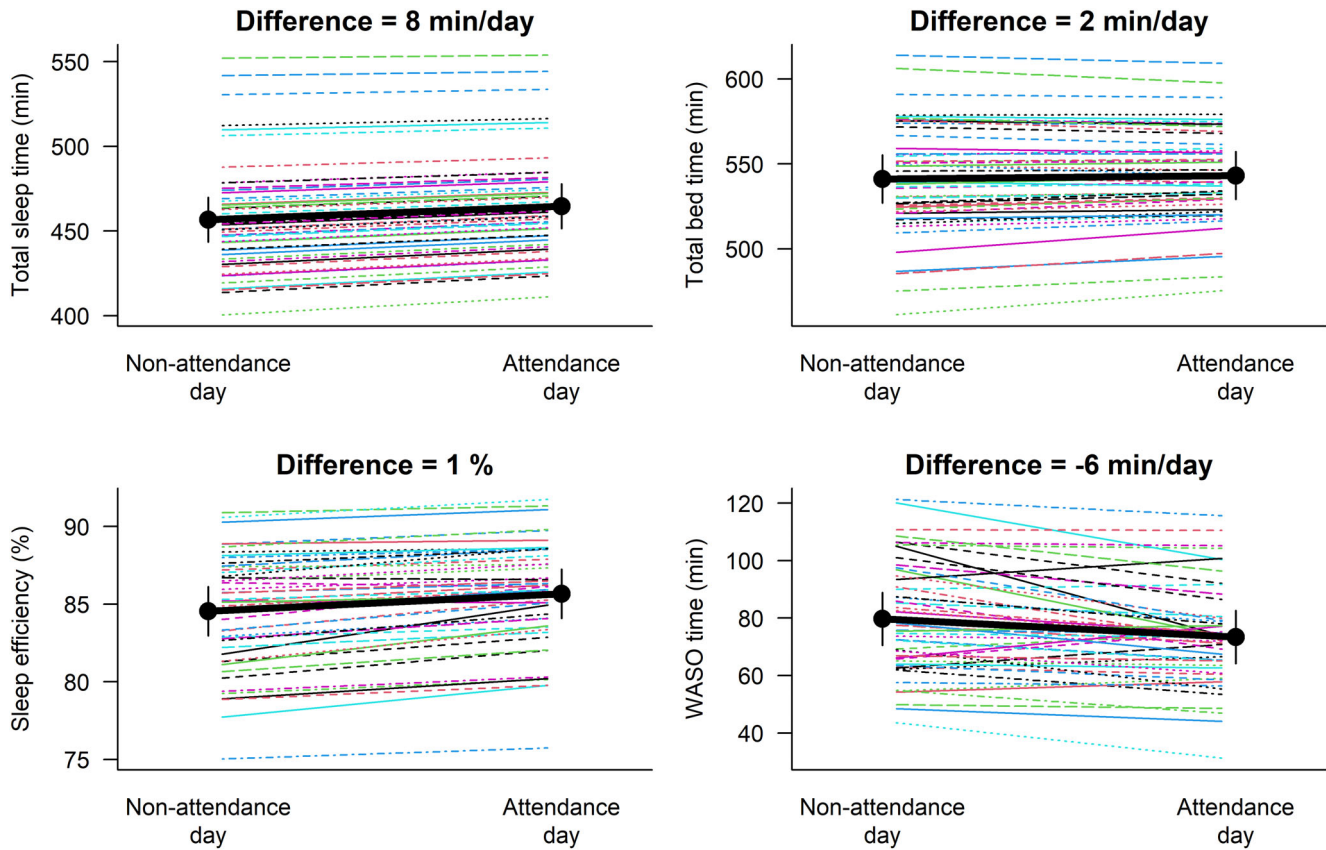 Difference = 8 min/day
Total sleep time (min)
550
500
450
400
Non-attendance
day
Attendance
day
Difference = 2 min/day
Total bed time (min)
600
550
500
Non-attendance
day
Attendance
day
Difference = 1 %
Sleep efficiency (%)
90
85
80
75
Non-attendance
day
Attendance
day
Difference = -6 min/day
WASO time (min)
120
100
80
60
40
Non-attendance
day
Attendance
day